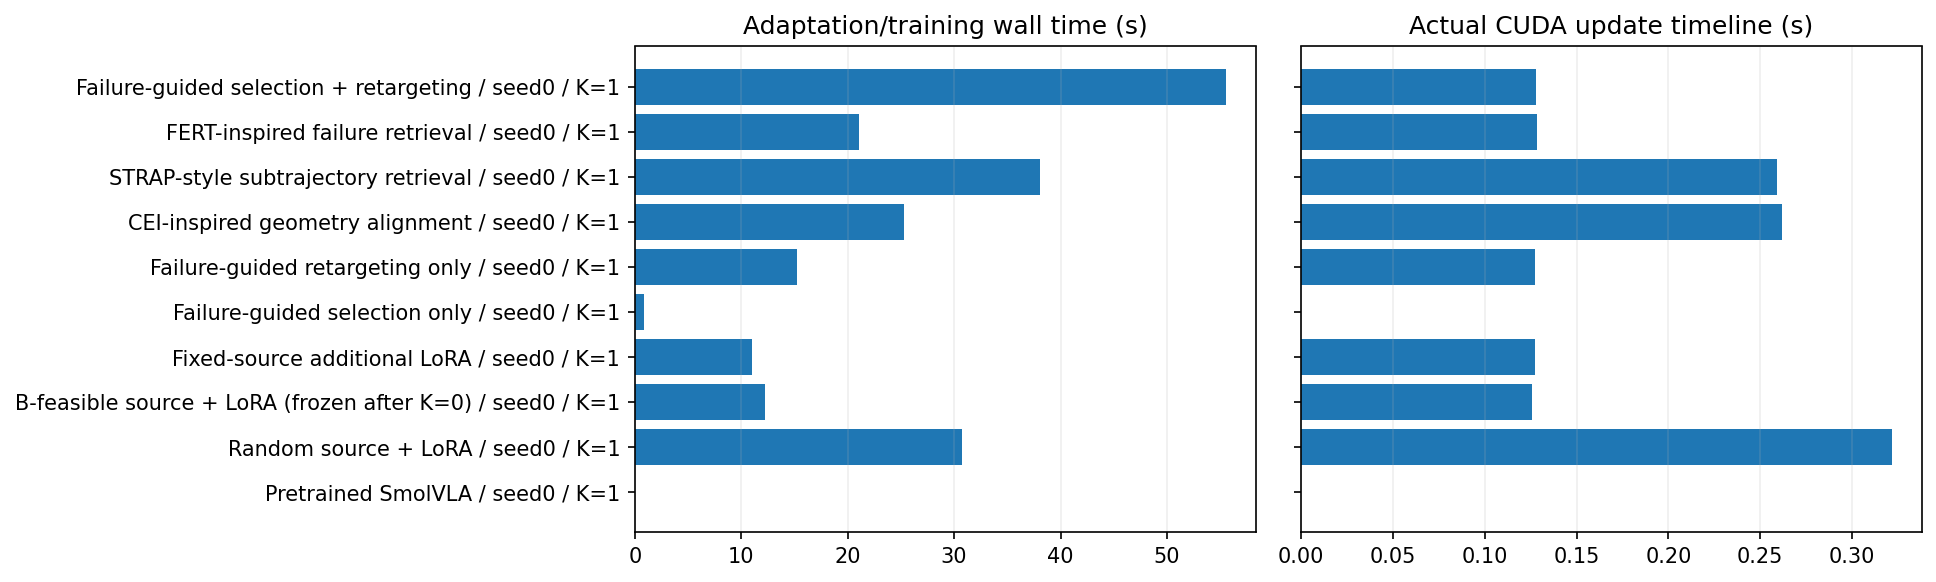 Adaptation/training wall time (s)
Actual CUDA update timeline (s)
Failure-guided selection + retargeting / seed0 / K=1
FERT-inspired failure retrieval / seed0 / K=1
STRAP-style subtrajectory retrieval / seed0 / K=1
CEI-inspired geometry alignment / seed0 / K=1
Failure-guided retargeting only / seed0 / K=1
Failure-guided selection only / seed0 / K=1
Fixed-source additional LoRA / seed0 / K=1
B-feasible source + LoRA (frozen after K=0) / seed0 / K=1
Random source + LoRA / seed0 / K=1
Pretrained SmolVLA / seed0 / K=1
0 10 20 30 40 50
0.00 0.05 0.10 0.15 0.20 0.25 0.30